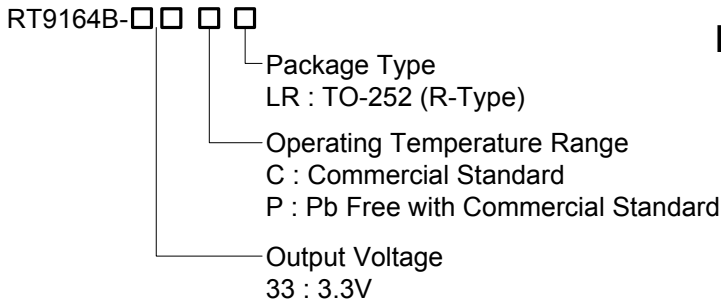 RT9164B-
Package Type
LR : TO-252 (R-Type)
Operating Temperature Range
C : Commercial Standard
P : Pb Free with Commercial Standard
Output Voltage
33 : 3.3V